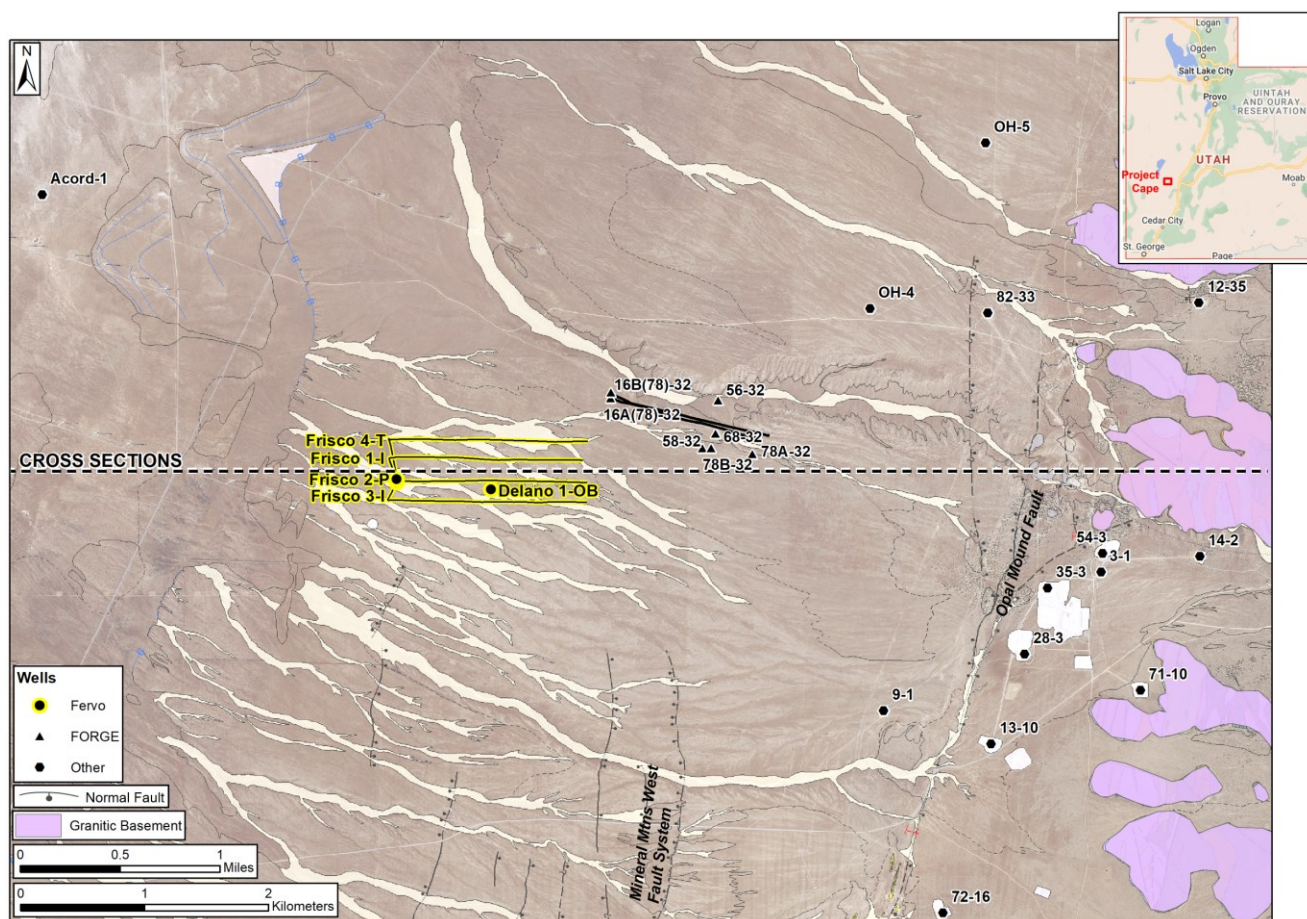 N
Logan
Ogden
Salt Lake City
Provo
UINTAH
AND OURAY
RESERVATION
UTAH
Project
Cape
Moab
Cedar City
St. George
Page
Acord-1
OH-5
OH-4
82-33
12-35
16B(78)-32
56-32
16A(78)-32
68-32
58-32
78A-32
78B-32
Frisco 4-T
Frisco 1-I
CROSS SECTIONS
Frisco 2-P
Frisco 3-I
Delano 1-OB
Opal Mound Fault
54-3
3-1
14-2
35-3
28-3
71-10
9-1
13-10
72-16
Mineral Mtns West
Fault System
Wells
Fervo
FORGE
Other
Normal Fault
Granitic Basement
0 0.5 1
Miles
0 1 2
Kilometers